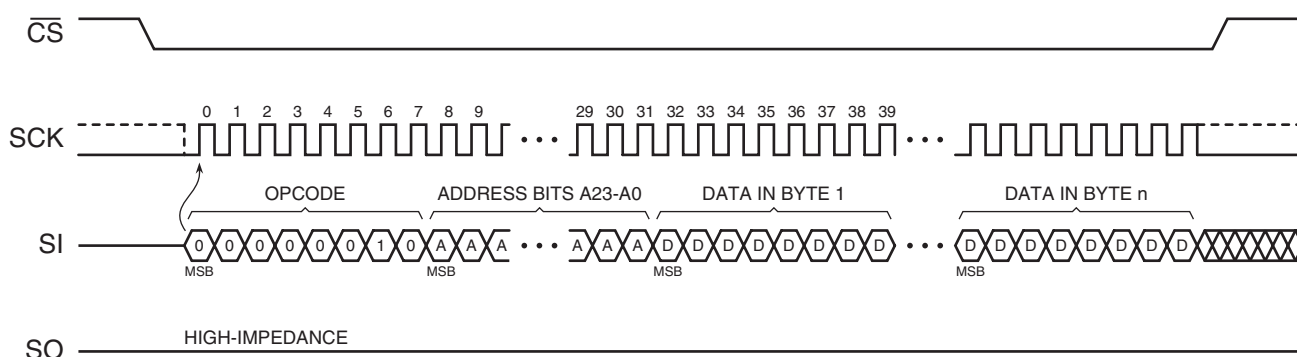 CS
0 1 2 3 4 5 6 7 8 9 29 30 31 32 33 34 35 36 37 38 39
SCK
OPCODE ADDRESS BITS A23-A0 DATA IN BYTE 1 DATA IN BYTE n
SI 0 0 0 0 0 0 1 0 A A A A A A D D D D D D D D D D D D D D D D
MSB MSB MSB MSB
HIGH-IMPEDANCE
SO